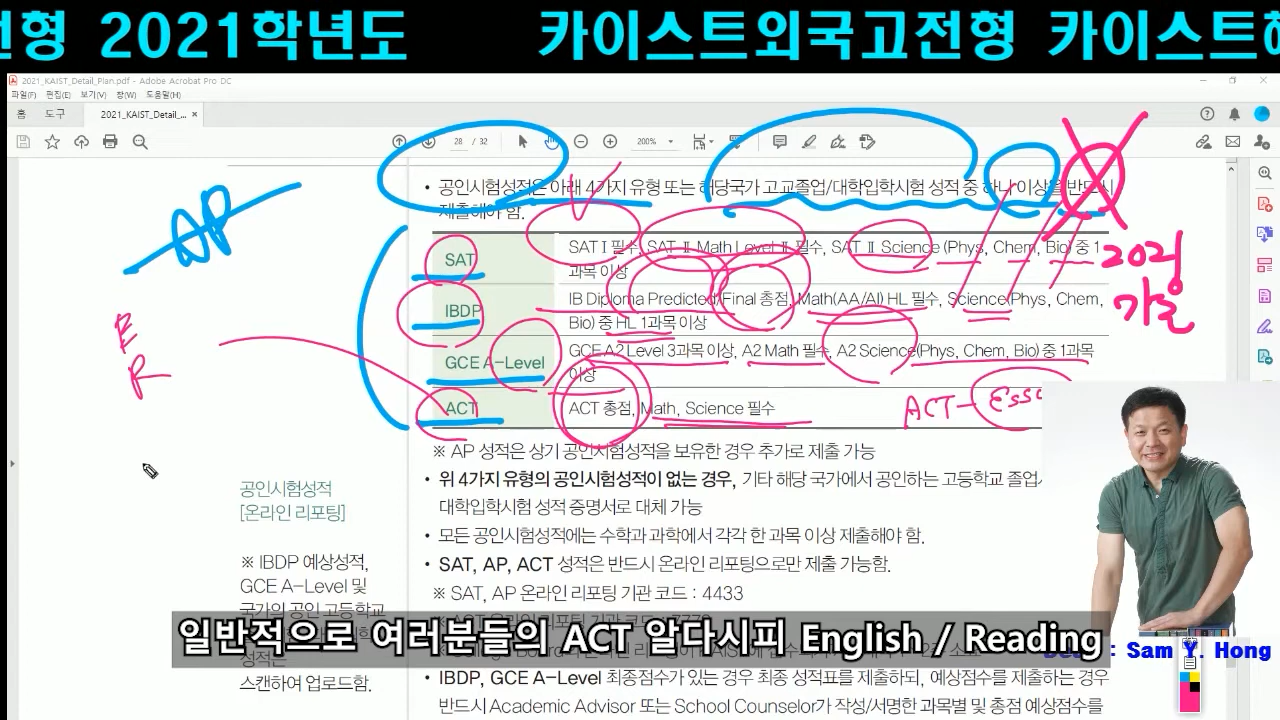 전형 2021학년도 카이스트외국고전형 카이스트해
2021_KAIST_Detail_Plan.pdf - Adobe Acrobat Pro DC
파일(F) 편집(E) 보기(V) 창(W) 도움말(H)
홈 도구 2021_KAIST_Detail_... ×
28 / 32 200%
• 공인시험성적은 아래 4가지 유형 또는 해당국가 고교졸업/대학입학시험 성적 중 하나 이상을 반드시
제출해야 함.
AP
SAT
SAT I 필수, SAT Ⅱ Math Level Ⅱ 필수, SAT Ⅱ Science (Phys, Chem, Bio) 중 1
과목 이상
2021
기준
IBDP
IB Diploma Predicted/Final 총점, Math(AA/AI) HL 필수, Science(Phys, Chem,
Bio) 중 HL 1과목 이상
E
R
GCE A-Level
GCE A2 Level 3과목 이상, A2 Math 필수, A2 Science(Phys, Chem, Bio) 중 1과목
이상
ACT
ACT 총점, Math, Science 필수
ACT - Essa
※ AP 성적은 상기 공인시험성적을 보유한 경우 추가로 제출 가능
• 위 4가지 유형의 공인시험성적이 없는 경우, 기타 해당 국가에서 공인하는 고등학교 졸업
대학입학시험 성적 증명서로 대체 가능
• 모든 공인시험성적에는 수학과 과학에서 각각 한 과목 이상 제출해야 함.
• SAT, AP, ACT 성적은 반드시 온라인 리포팅으로만 제출 가능함.
※ SAT, AP 온라인 리포팅 기관 코드 : 4433
공인시험성적
[온라인 리포팅]
※ IBDP 예상성적,
GCE A-Level 및
국가의 공인 고등학교
성적은
스캔하여 업로드함.
일반적으로 여러분들의 ACT 알다시피 English / Reading
: Sam Y. Hong
• IBDP, GCE A-Level 최종점수가 있는 경우 최종 성적표를 제출하되, 예상점수를 제출하는 경우
반드시 Academic Advisor 또는 School Counselor가 작성/서명한 과목별 및 총점 예상점수를